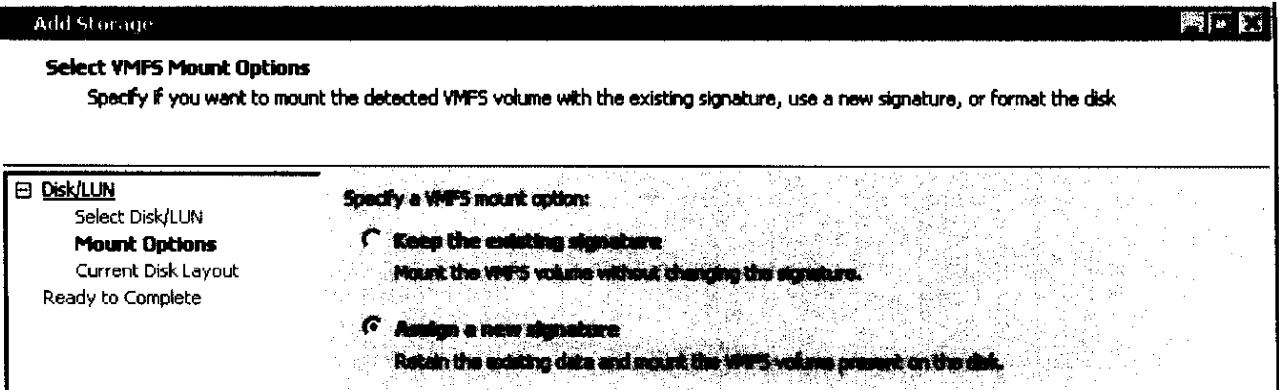 Add Storage
Select VMFS Mount Options
Specify if you want to mount the detected VMFS volume with the existing signature, use a new signature, or format the disk
Disk/LUN
Select Disk/LUN
Mount Options
Current Disk Layout
Ready to Complete
Specify a VMFS mount option:
Keep the existing signature
Mount the VMFS volume without changing the signature.
Assign a new signature
Retain the existing data and mount the VMFS volume present on the disk.